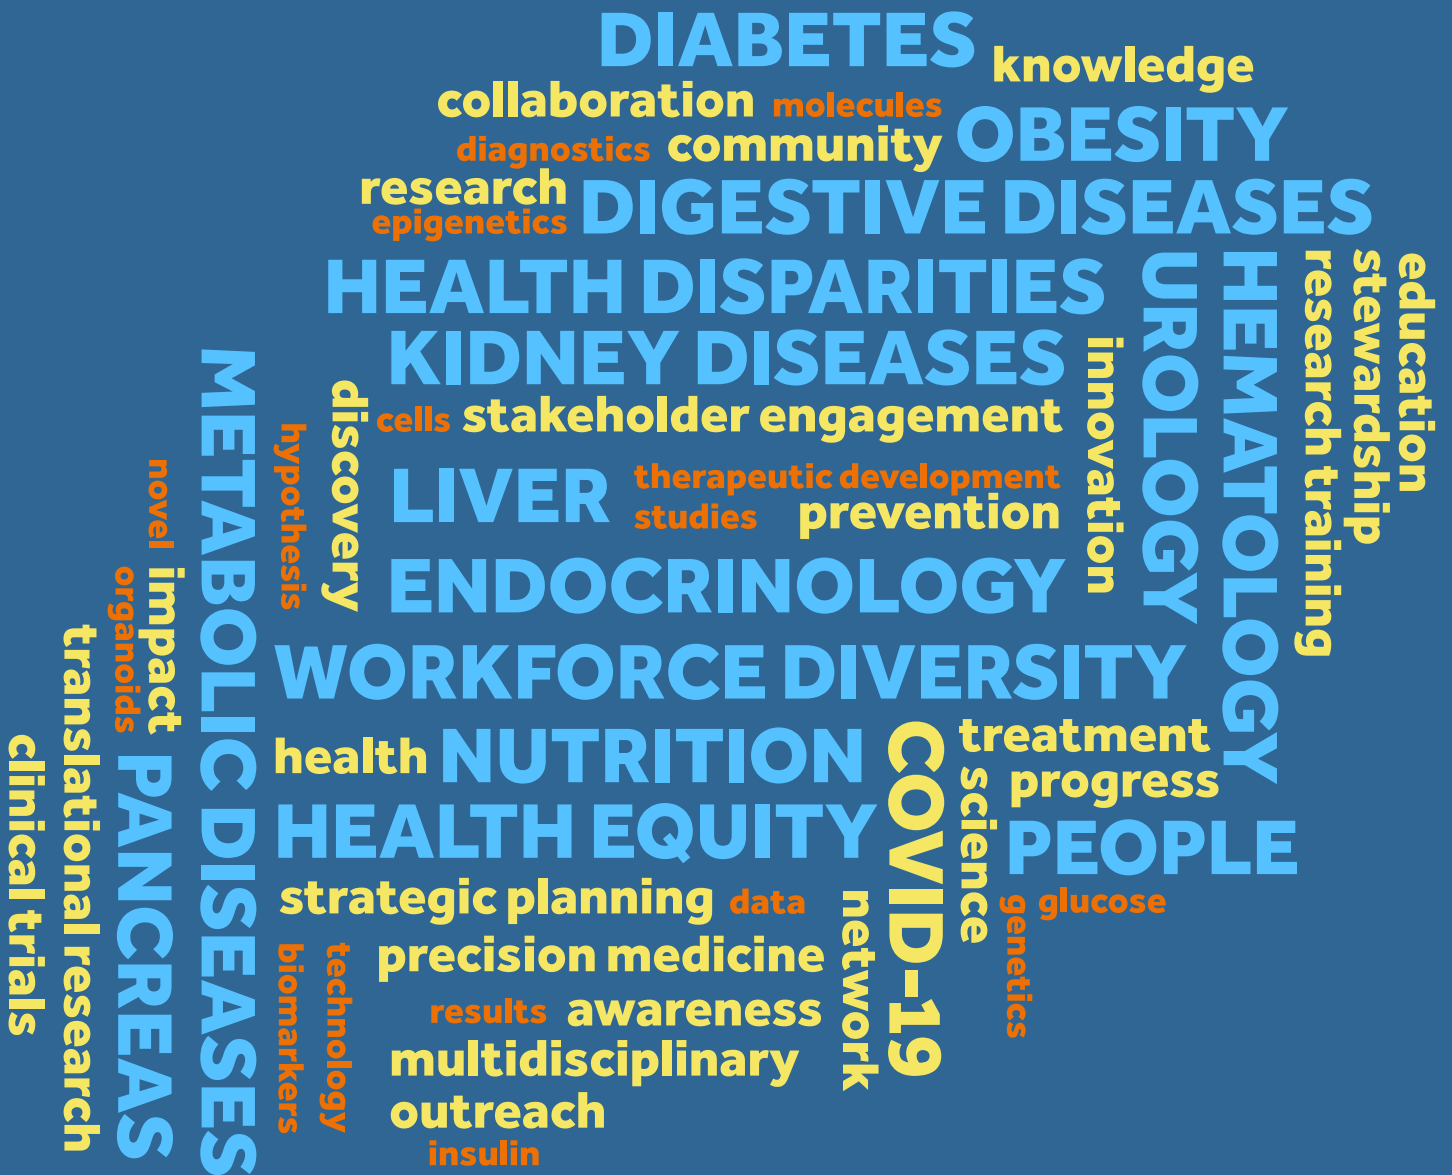 DIABETES
knowledge
collaboration
molecules
OBESITY
diagnostics
community
research
epigenetics
DIGESTIVE DISEASES
HEALTH DISPARITIES
UROLOGY
HEMATOLOGY
research training
stewardship
education
KIDNEY DISEASES
innovation
METABOLIC DISEASES
hypothesis
discovery
cells
stakeholder engagement
novel
LIVER
therapeutic development
studies
prevention
organoids
impact
ENDOCRINOLOGY
translational research
WORKFORCE DIVERSITY
clinical trials
PANCREAS
health
NUTRITION
COVID-19
treatment
science
progress
HEALTH EQUITY
PEOPLE
strategic planning
data
network
genetics
glucose
biomarkers
technology
precision medicine
results
awareness
multidisciplinary
outreach
insulin